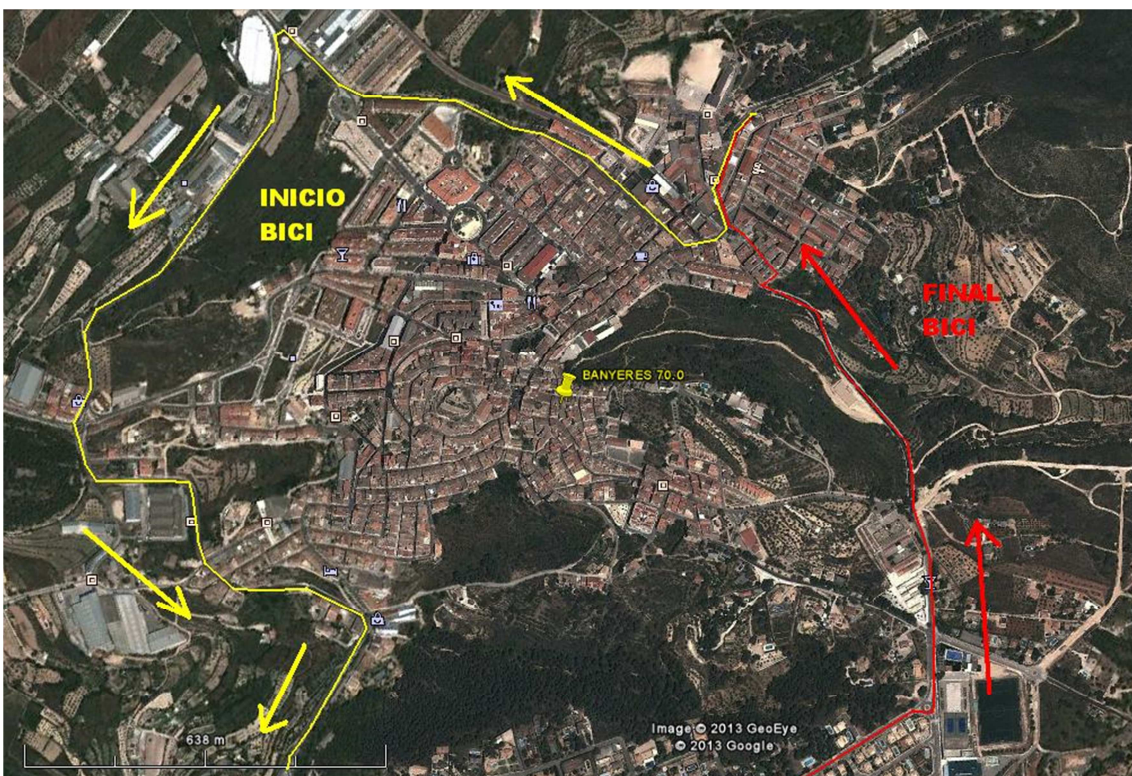 INICIO
BICI
FINAL
BICI
BANYERES 70.0
638 m
Image © 2013 GeoEye
© 2013 Google